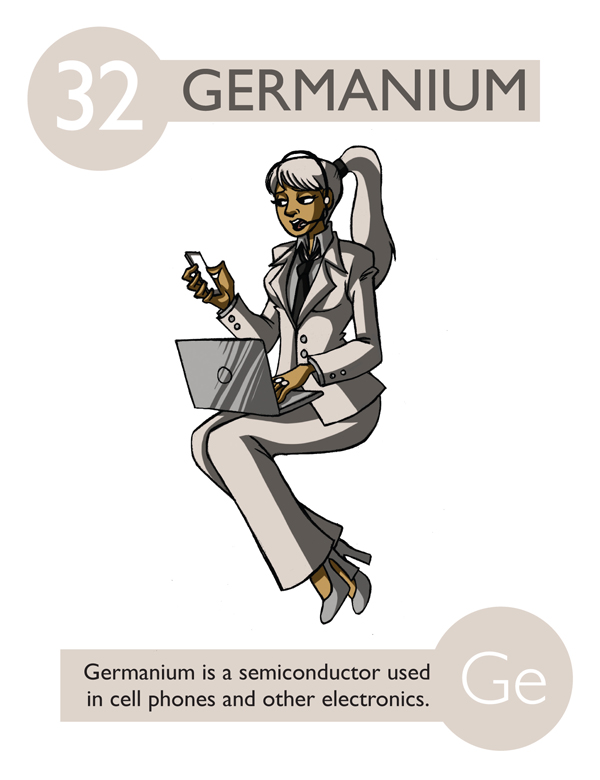 32
GERMANIUM
Germanium is a semiconductor used
in cell phones and other electronics.
Ge